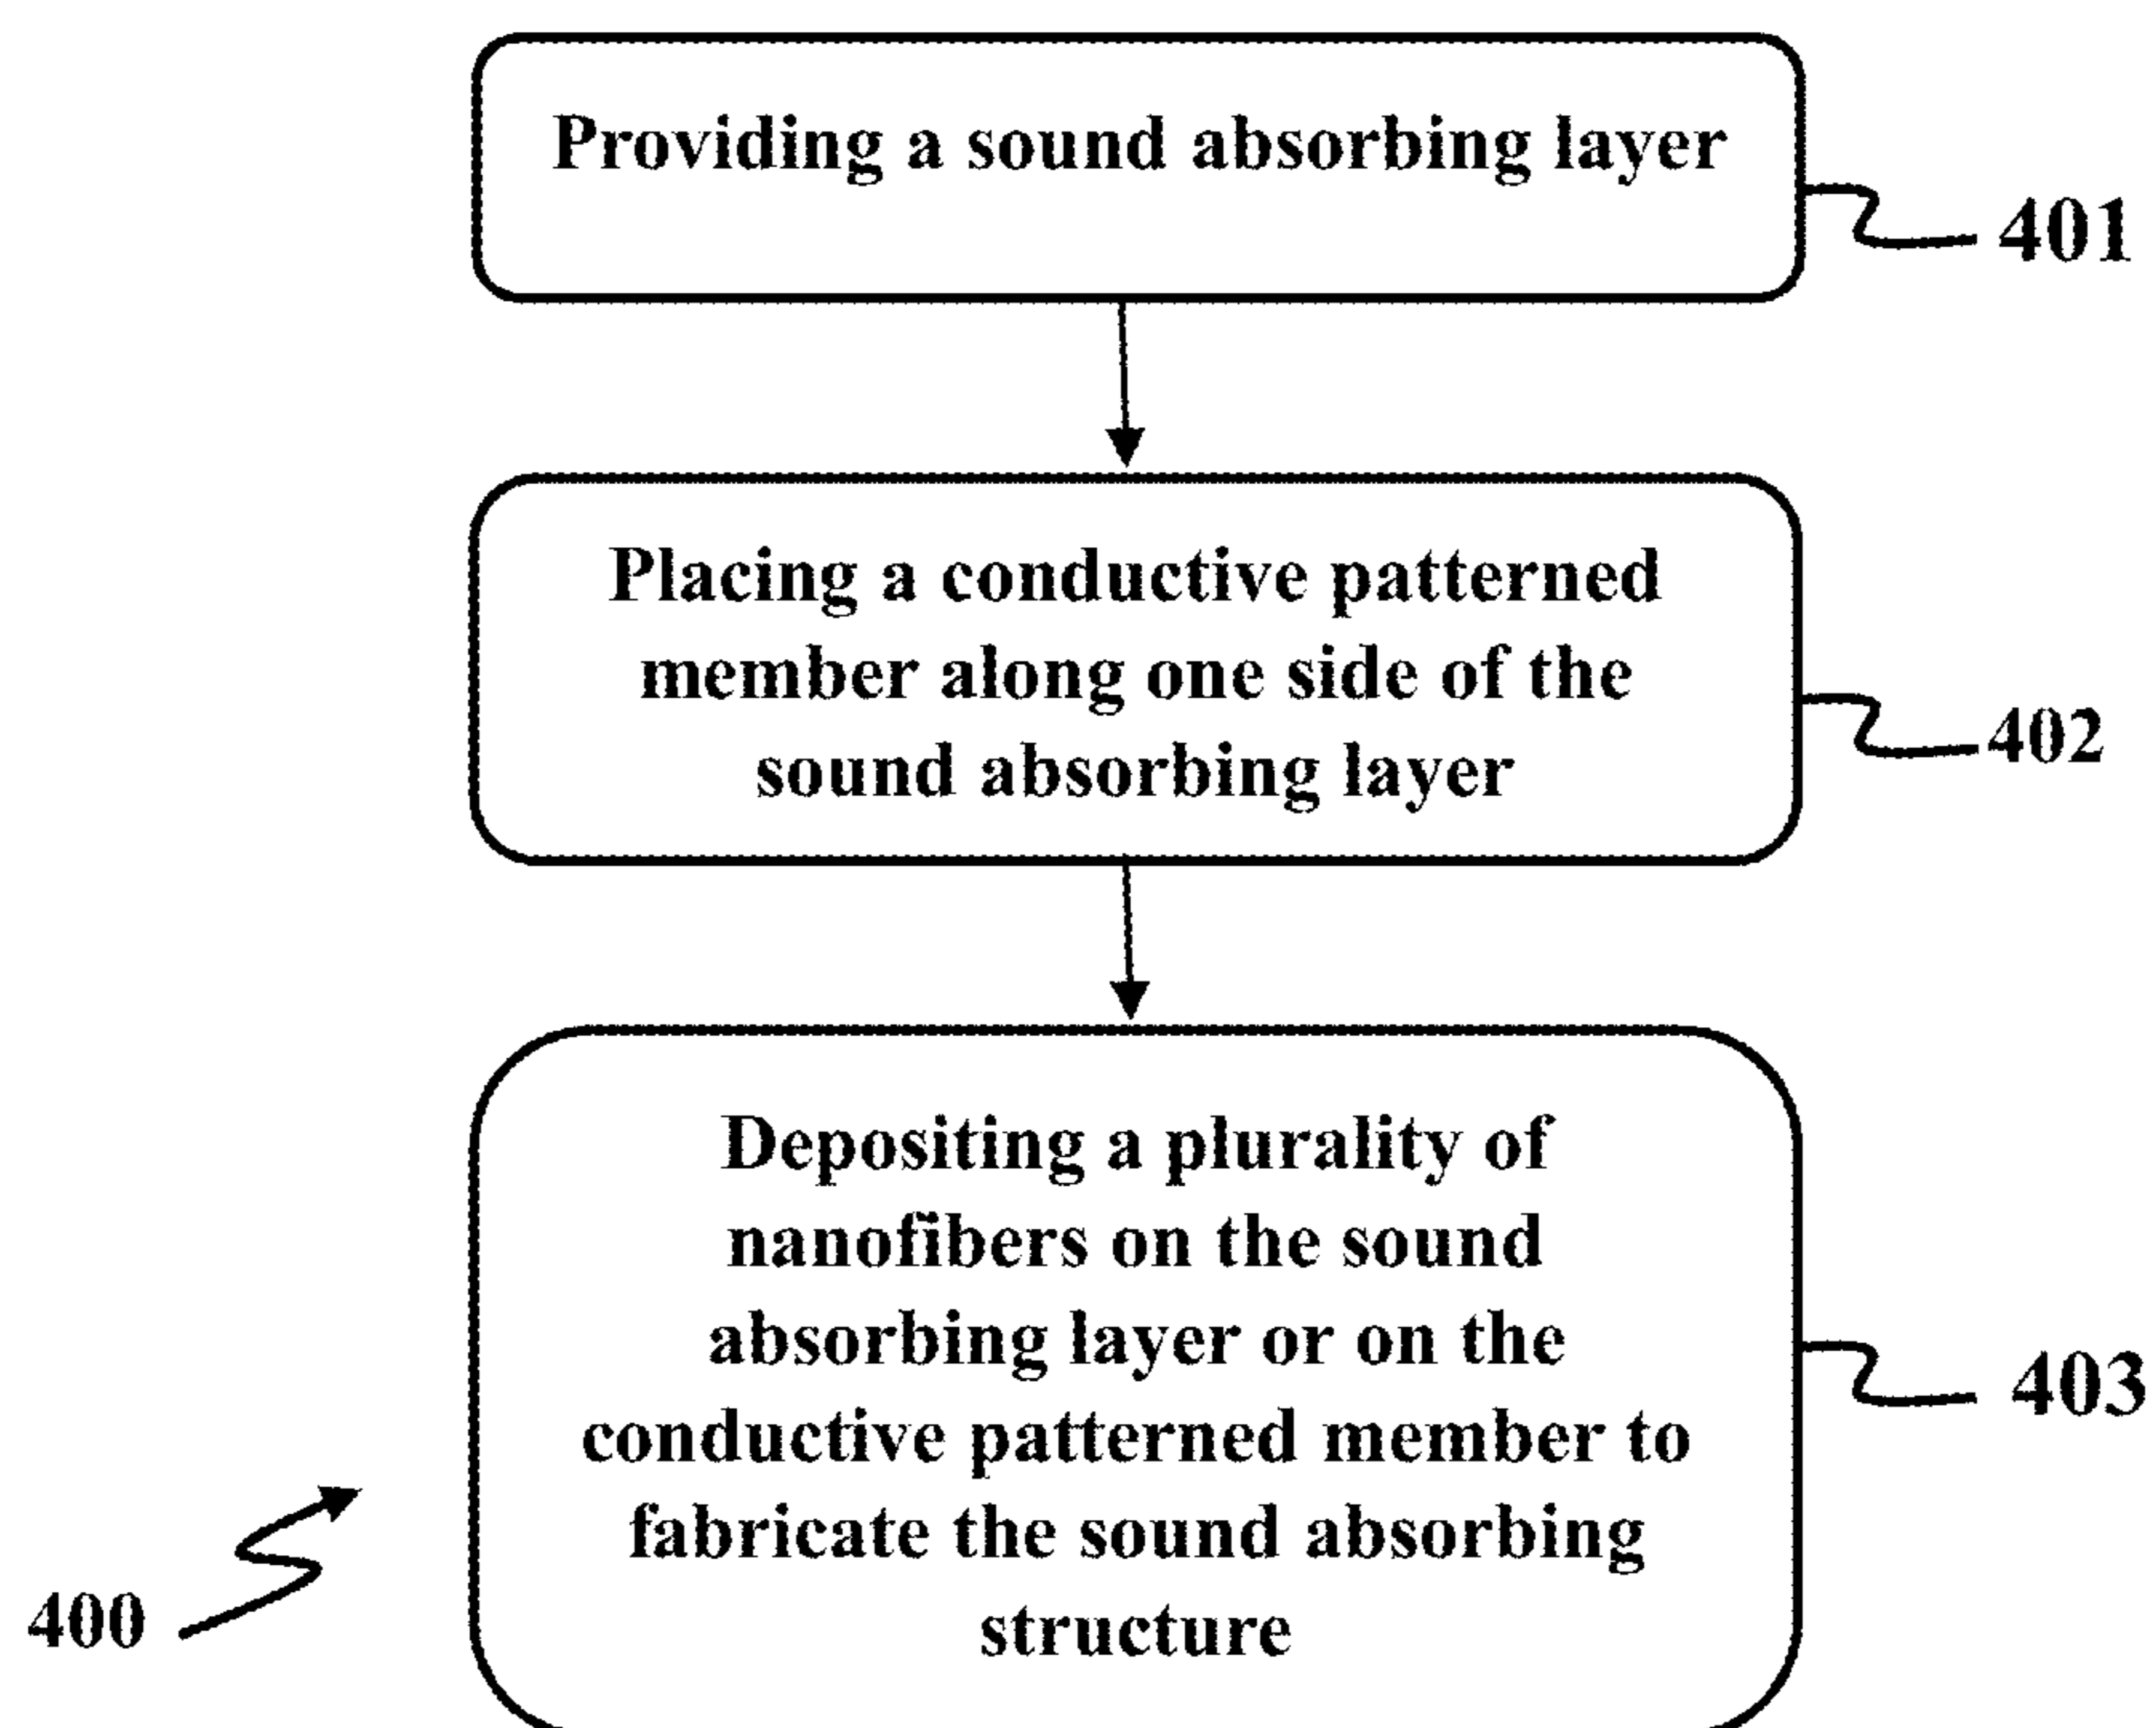 Providing a sound absorbing layer
401
Placing a conductive patterned
member along one side of the
sound absorbing layer
402
Depositing a plurality of
nanofibers on the sound
absorbing layer or on the
conductive patterned member to
fabricate the sound absorbing
structure
403
400